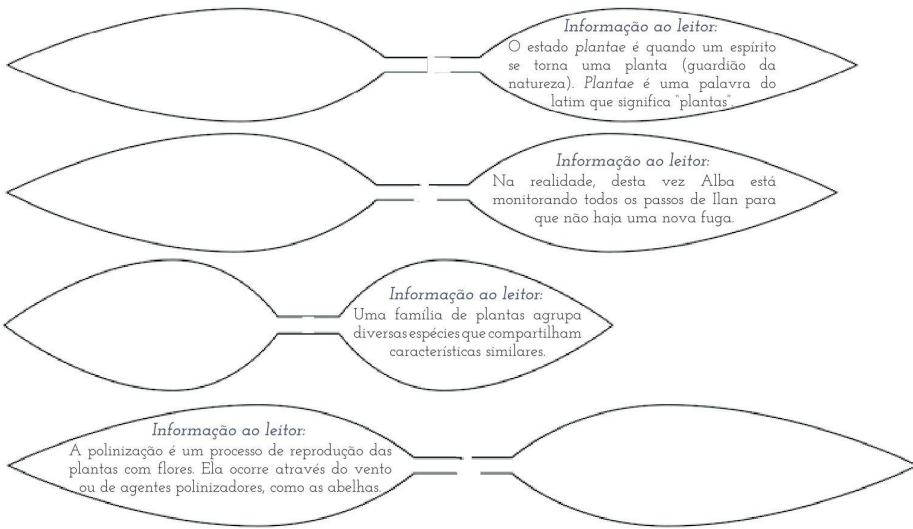 Informação ao leitor:
O estado plantae é quando um espírito
se torna uma planta (guardião da
natureza). Plantae é uma palavra do
latim que significa "plantas".
Informação ao leitor:
Na realidade, desta vez Alba está
monitorando todos os passos de Ilan para
que não haja uma nova fuga.
Informação ao leitor:
Uma família de plantas agrupa
diversas espécies que compartilham
características similares.
Informação ao leitor:
A polinização é um processo de reprodução das
plantas com flores. Ela ocorre através do vento
ou de agentes polinizadores, como as abelhas.